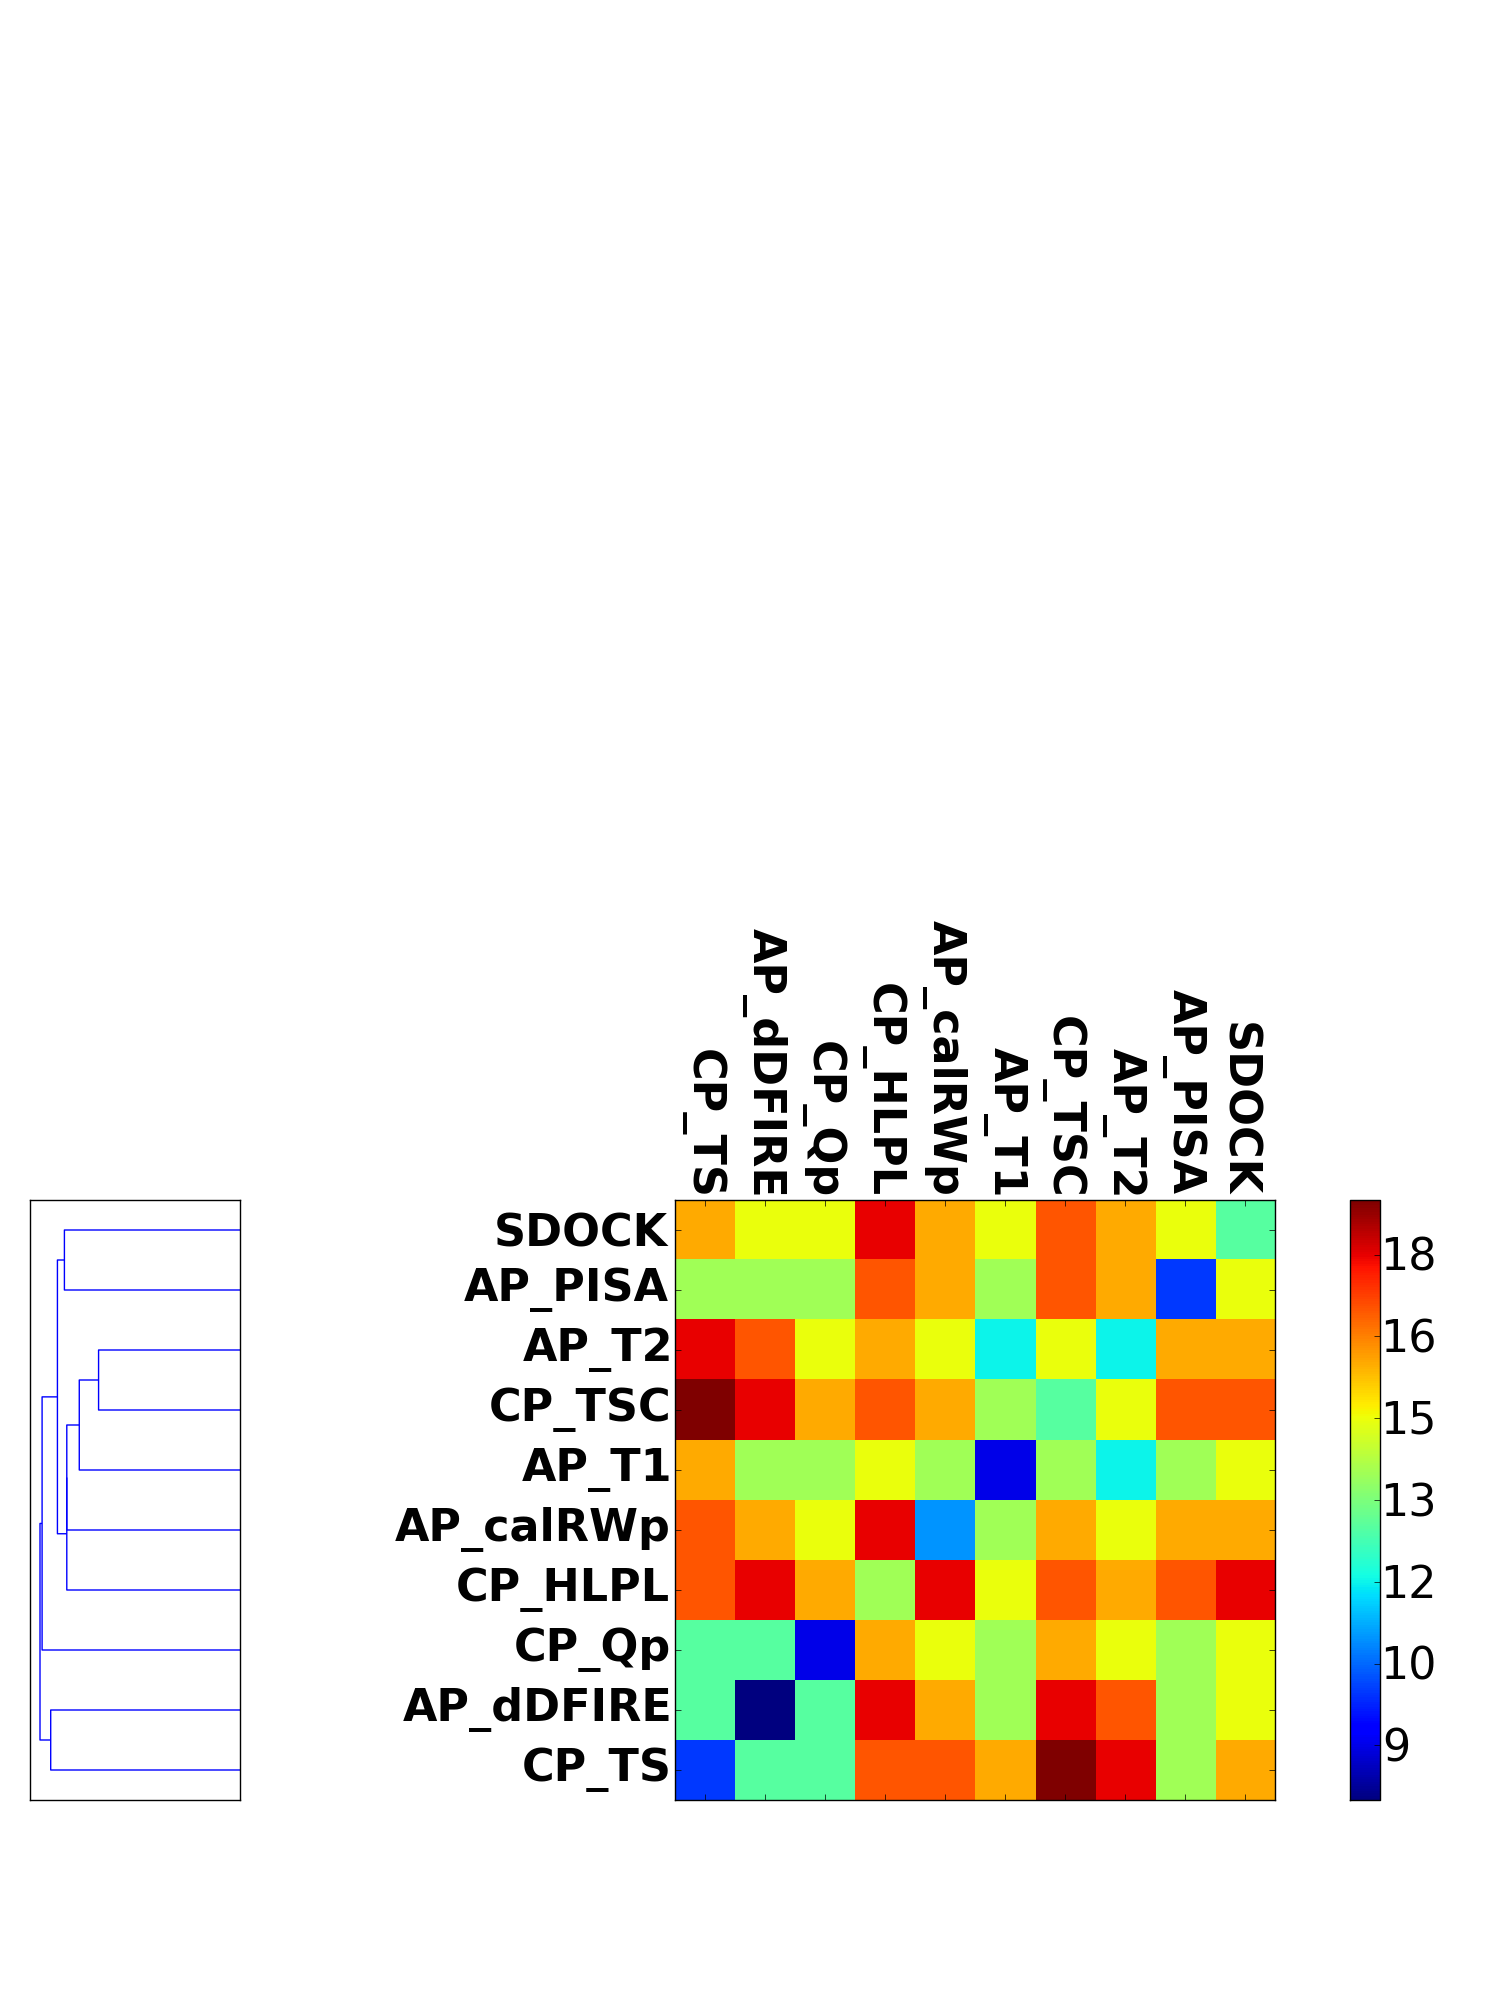 CP_TS
AP_dDFIRE
CP_Qp
CP_HLPL
AP_calRWp
AP_T1
CP_TSC
AP_T2
AP_PISA
SDOCK
SDOCK
AP_PISA
AP_T2
CP_TSC
AP_T1
AP_calRWp
CP_HLPL
CP_Qp
AP_dDFIRE
CP_TS
18
16
15
13
12
10
9